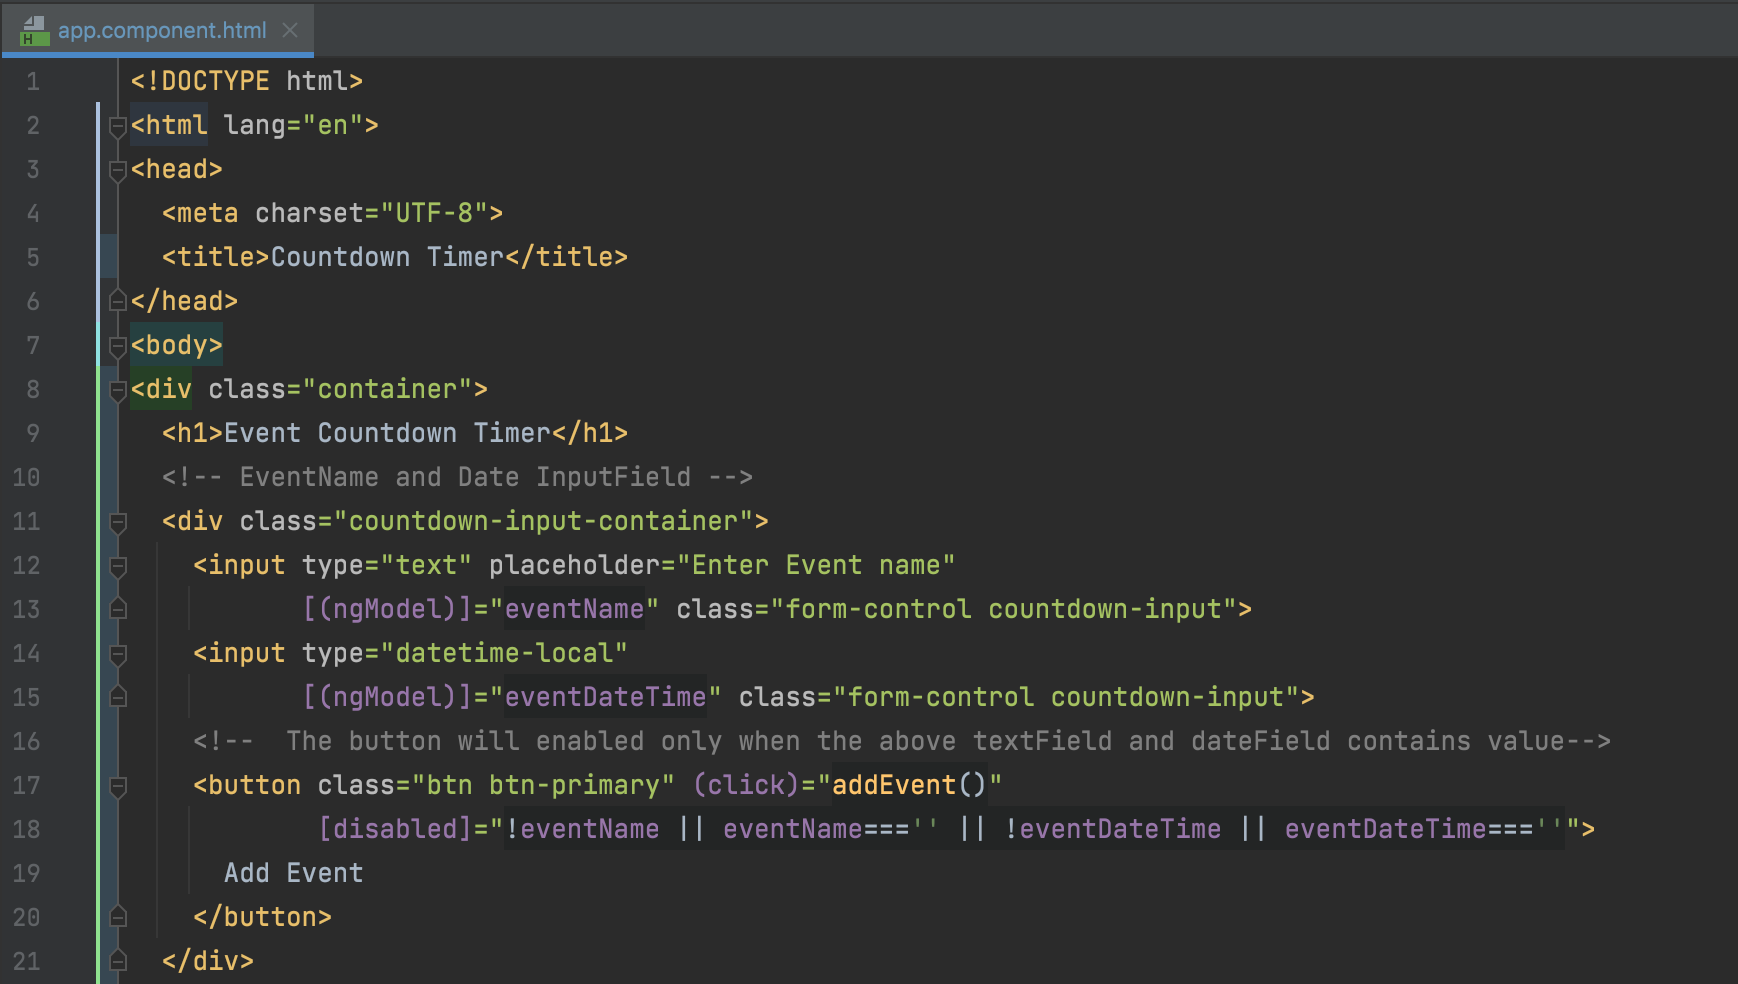 app.component.html
1 <!DOCTYPE html>
2 <html lang="en">
3 <head>
4 <meta charset="UTF-8">
5 <title>Countdown Timer</title>
6 </head>
7 <body>
8 <div class="container">
9 <h1>Event Countdown Timer</h1>
10 <!-- EventName and Date InputField -->
11 <div class="countdown-input-container">
12 <input type="text" placeholder="Enter Event name"
13 [(ngModel)]="eventName" class="form-control countdown-input">
14 <input type="datetime-local"
15 [(ngModel)]="eventDateTime" class="form-control countdown-input">
16 <!--  The button will enabled only when the above textField and dateField contains value-->
17 <button class="btn btn-primary" (click)="addEvent()"
18 [disabled]="!eventName || eventName==='' || !eventDateTime || eventDateTime===''">
19 Add Event
20 </button>
21 </div>